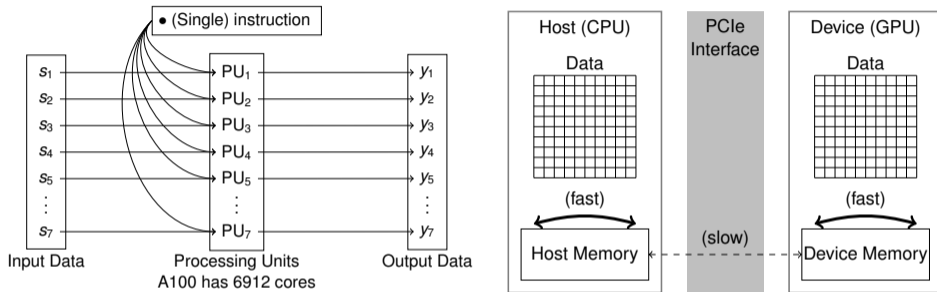 • (Single) instruction
s1 PU1 y1
s2 PU2 y2
s3 PU3 y3
s4 PU4 y4
s5 PU5 y5
⋮ ⋮ ⋮
s7 PU7 y7
Input Data
Processing Units
A100 has 6912 cores
Output Data
Host (CPU)
Data
(fast)
Host Memory
PCIe
Interface
(slow)
Device (GPU)
Data
(fast)
Device Memory